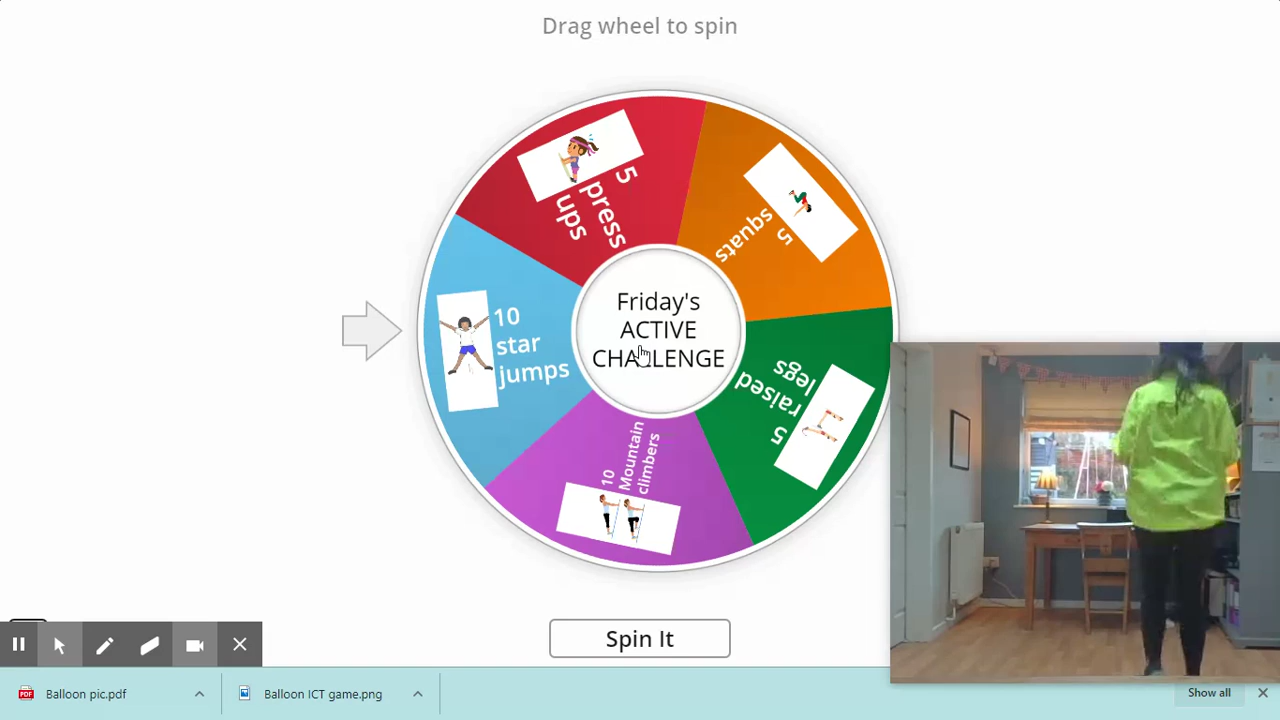 Drag wheel to spin
5
press
ups
5
squats
10
star
jumps
Friday's
ACTIVE
CHALLENGE
5
raised
legs
10
Mountain
climbers
Spin It
Balloon pic.pdf
Balloon ICT game.png
Show all